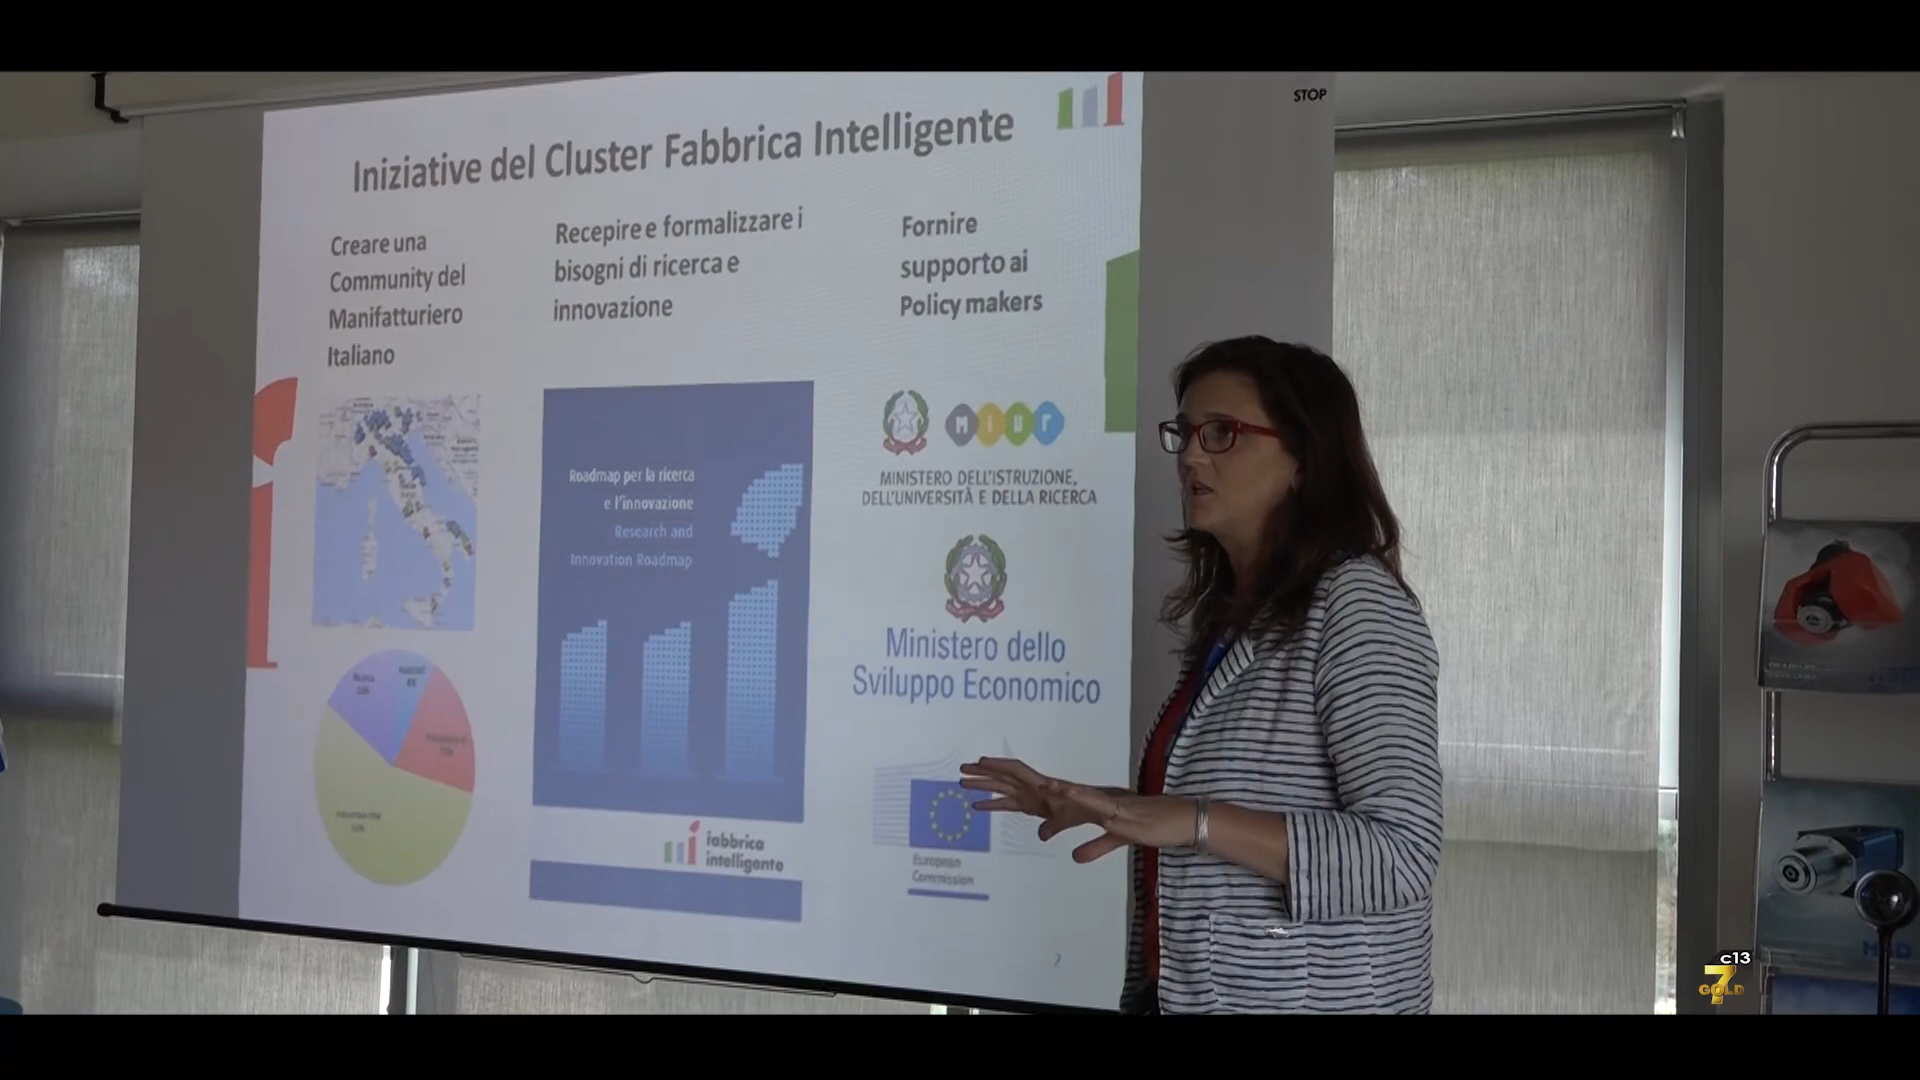 STOP
Iniziative del Cluster Fabbrica Intelligente
Creare una
Community del
Manifatturiero
Italiano
Recepire e formalizzare i
bisogni di ricerca e
innovazione
Fornire
supporto ai
Policy makers
Roadmap per la ricerca
e l'innovazione
Research and
Innovation Roadmap
fabbrica
intelligente
miur
MINISTERO DELL'ISTRUZIONE,
DELL'UNIVERSITÀ E DELLA RICERCA
Ministero dello
Sviluppo Economico
European
Commission
7
HSD
c13
7
GOLD